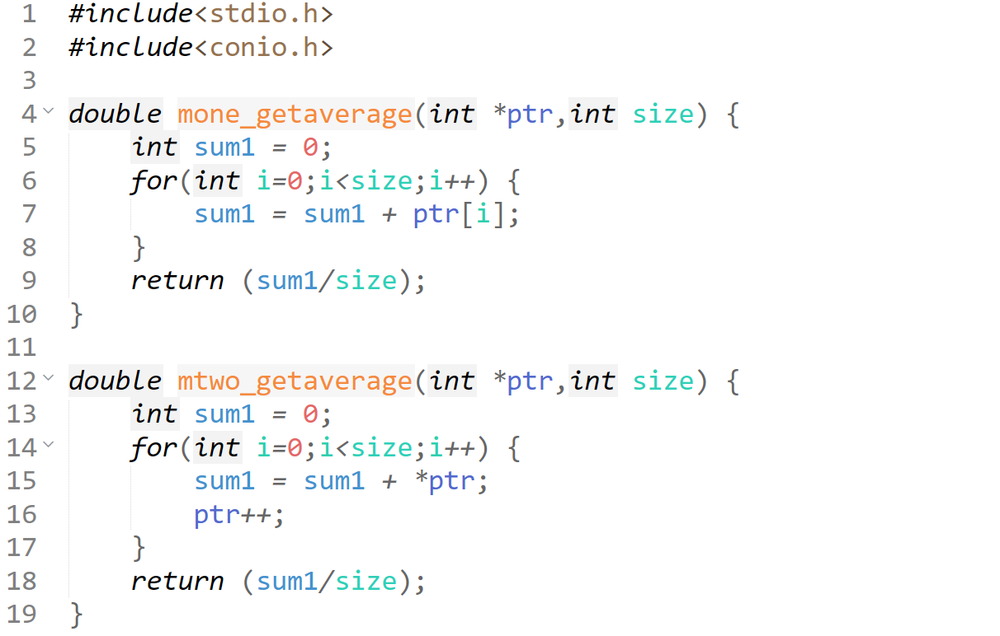 1 #include<stdio.h>
2 #include<conio.h>
3
4 double mone_getaverage(int *ptr,int size) {
5 int sum1 = 0;
6 for(int i=0;i<size;i++) {
7 sum1 = sum1 + ptr[i];
8 }
9 return (sum1/size);
10 }
11
12 double mtwo_getaverage(int *ptr,int size) {
13 int sum1 = 0;
14 for(int i=0;i<size;i++) {
15 sum1 = sum1 + *ptr;
16 ptr++;
17 }
18 return (sum1/size);
19 }